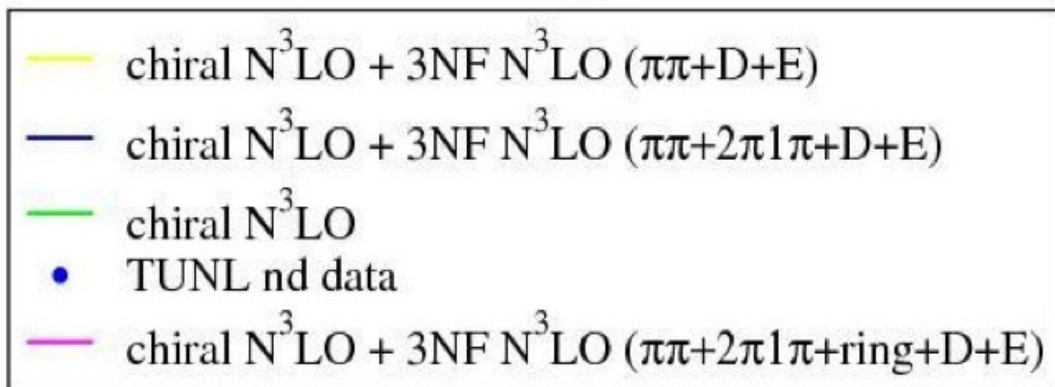 chiral N³LO + 3NF N³LO (ππ+D+E)
chiral N³LO + 3NF N³LO (ππ+2π1π+D+E)
chiral N³LO
TUNL nd data
chiral N³LO + 3NF N³LO (ππ+2π1π+ring+D+E)